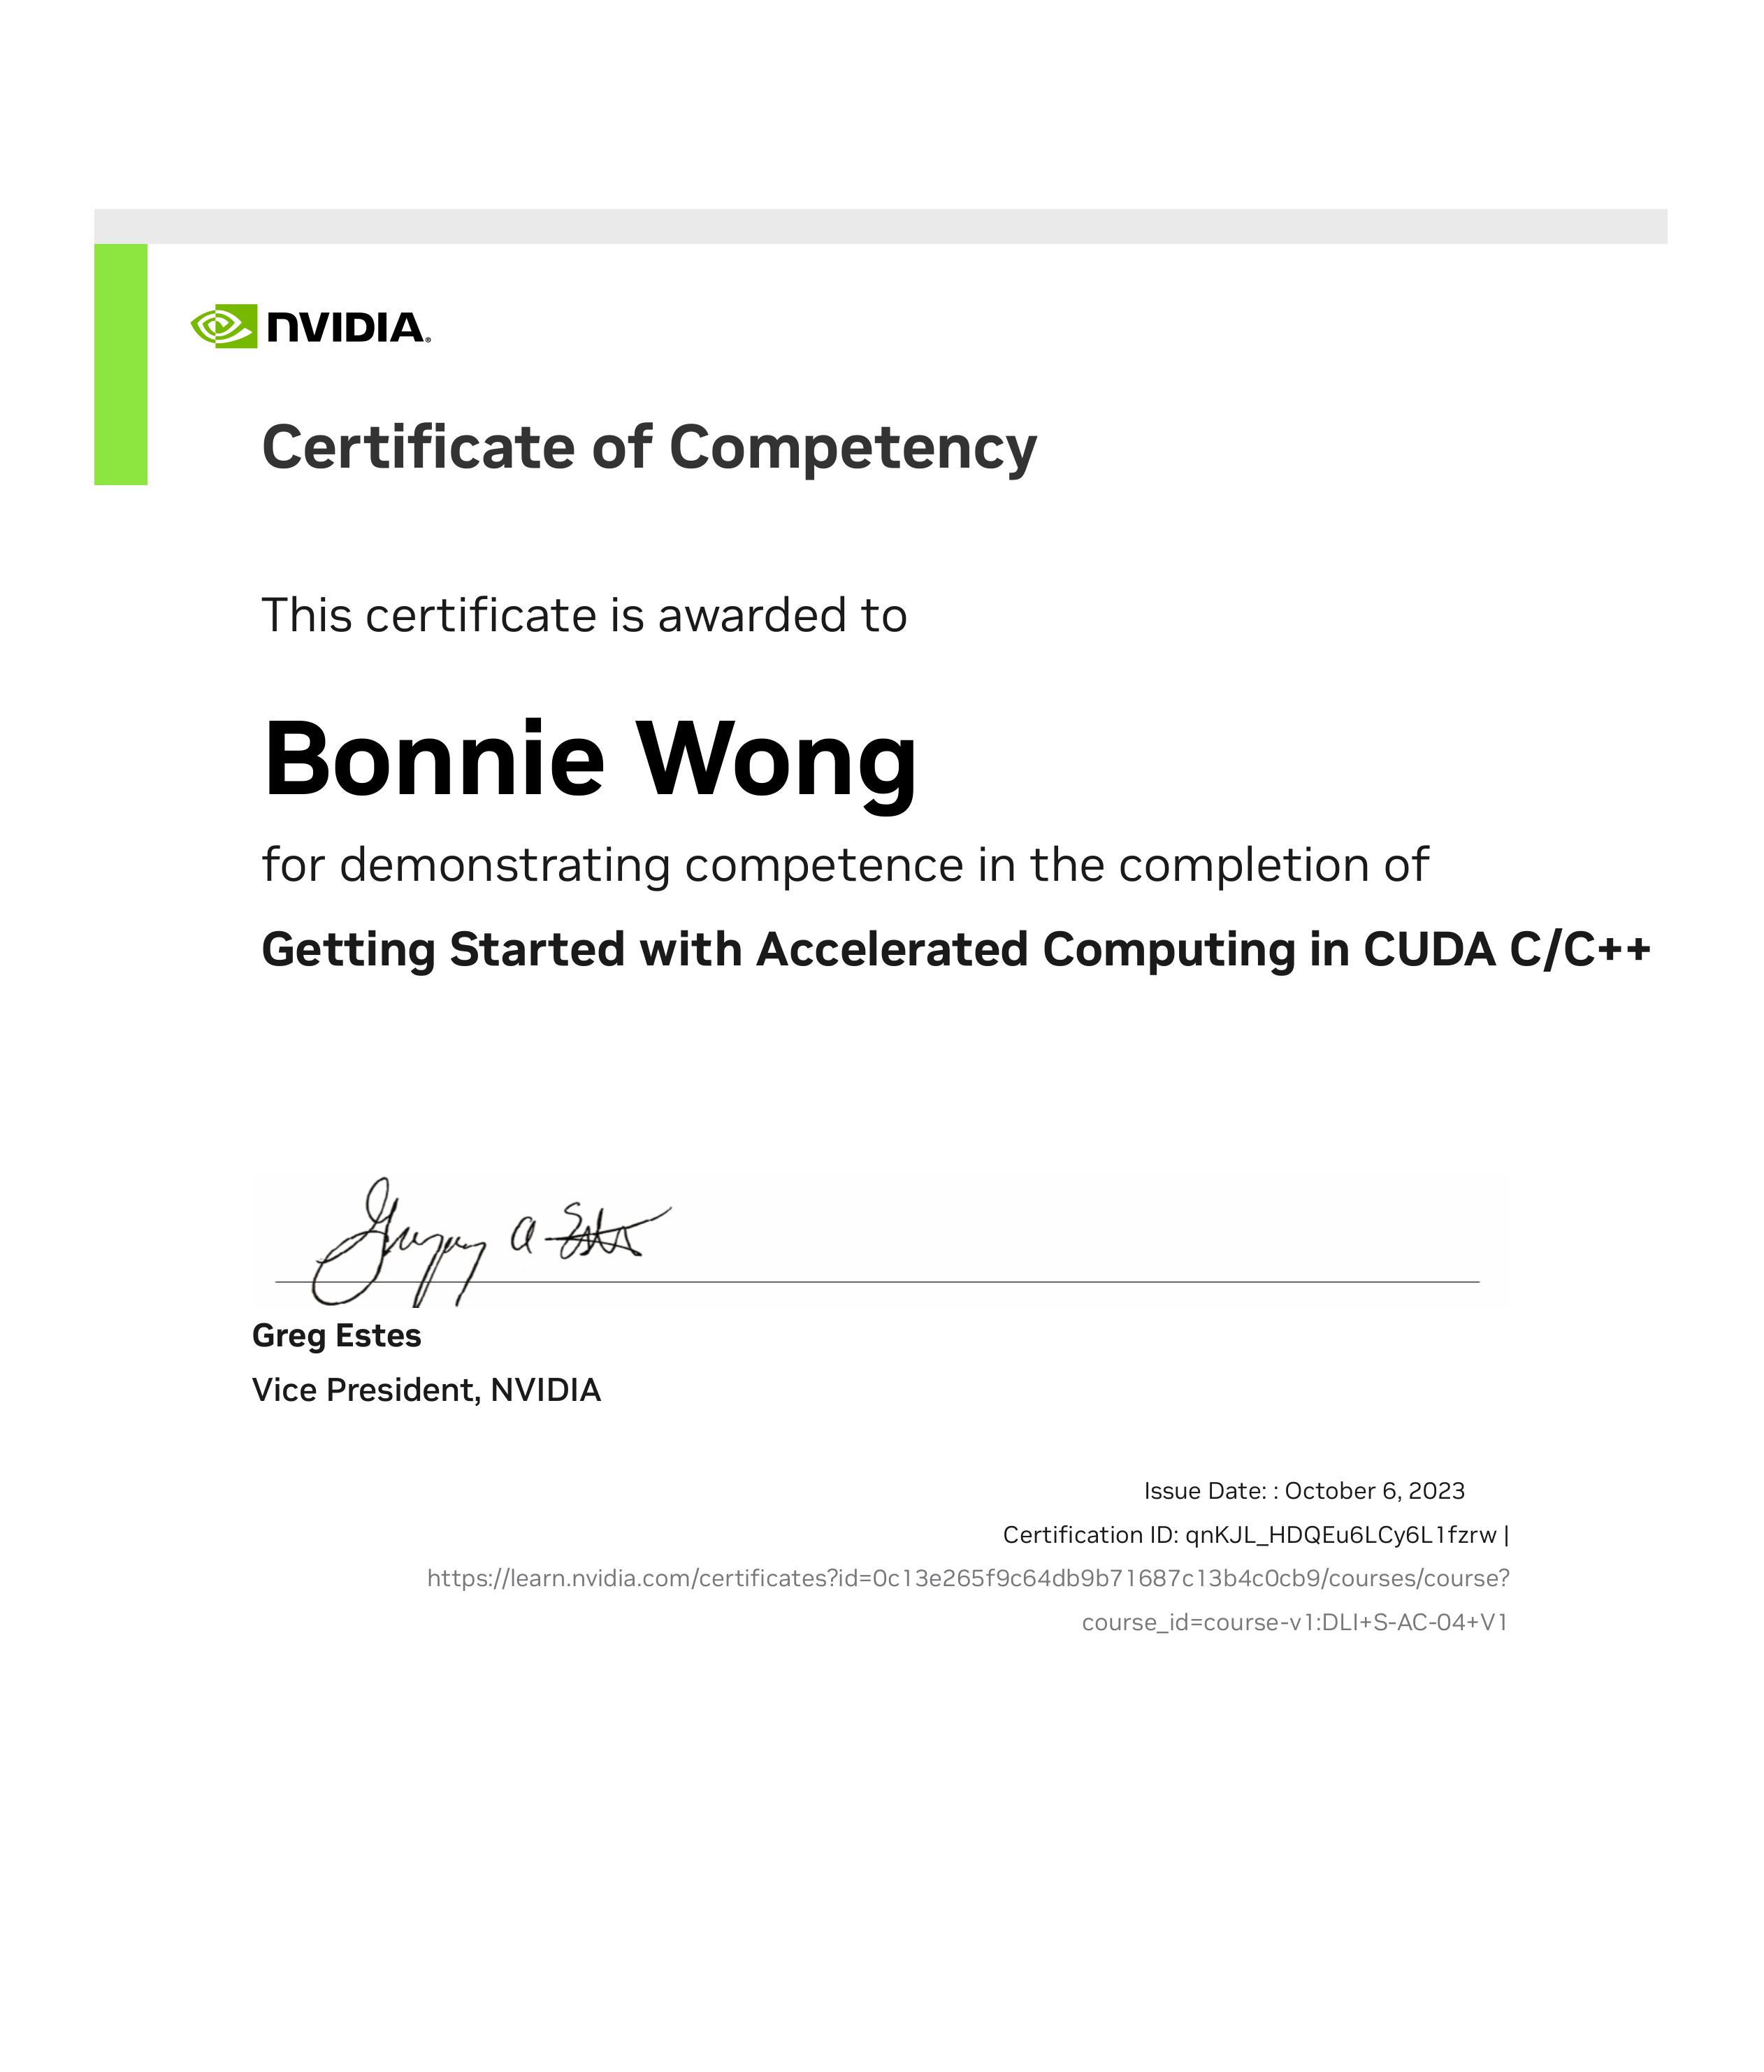 NVIDIA®
Certificate of Competency
This certificate is awarded to
Bonnie Wong
for demonstrating competence in the completion of
Getting Started with Accelerated Computing in CUDA C/C++
Gregory A Estes
Greg Estes
Vice President, NVIDIA
Issue Date: : October 6, 2023
Certification ID: qnKJL_HDQEu6LCy6L1fzrw |
https://learn.nvidia.com/certificates?id=0c13e265f9c64db9b71687c13b4c0cb9/courses/course?
course_id=course-v1:DLI+S-AC-04+V1